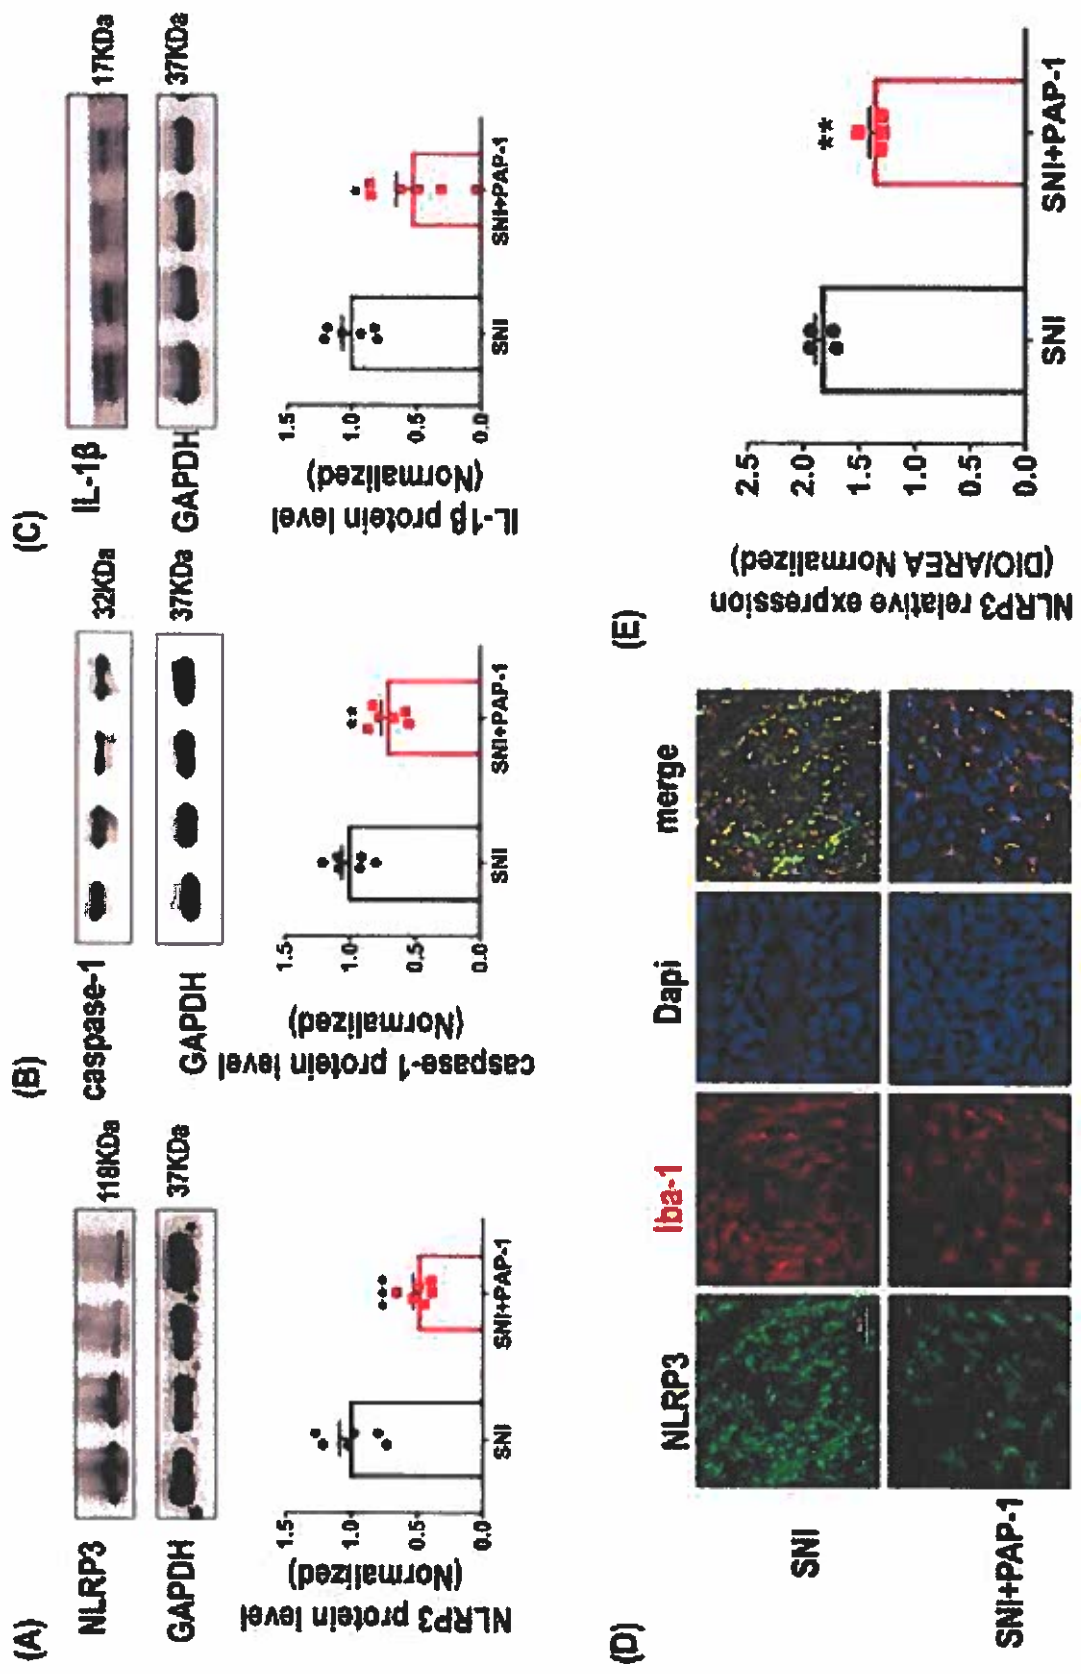 (A)
NLRP3
118KDa
GAPDH
37KDa
NLRP3 protein level
(Normalized)
1.5
1.0
0.5
0.0
SNI
SNI+PAP-1
***
(B)
caspase-1
32KDa
GAPDH
37KDa
caspase-1 protein level
(Normalized)
1.5
1.0
0.5
0.0
SNI
SNI+PAP-1
**
(C)
IL-1β
17KDa
GAPDH
37KDa
IL-1β protein level
(Normalized)
1.5
1.0
0.5
0.0
SNI
SNI+PAP-1
*
(D)
NLRP3
Iba-1
Dapi
merge
SNI
SNI+PAP-1
(E)
NLRP3 relative expression
(DIO/AREA Normalized)
2.5
2.0
1.5
1.0
0.5
0.0
SNI
SNI+PAP-1
**